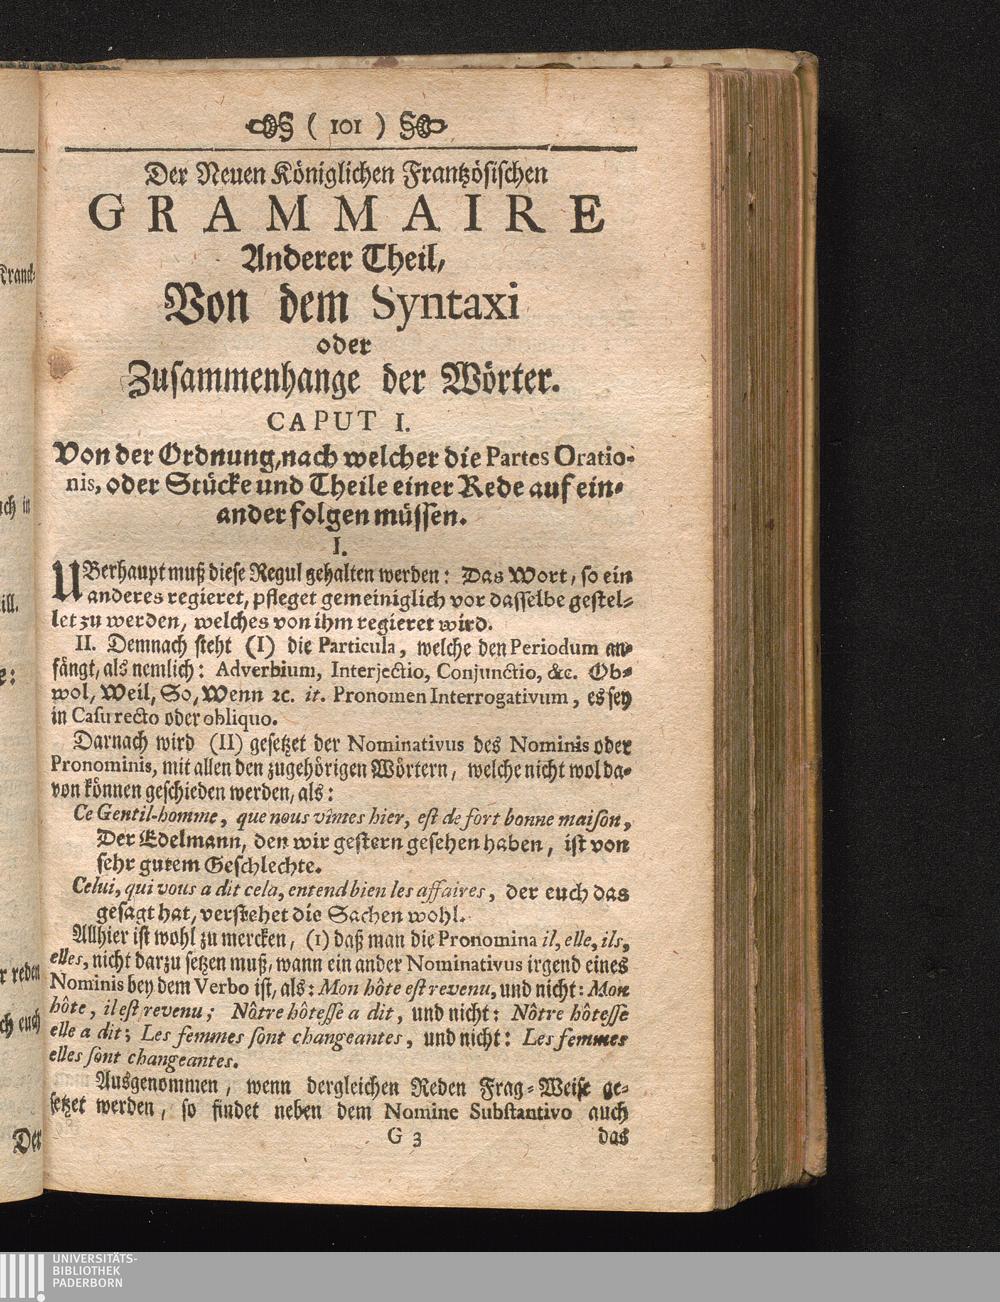 ( 101 )
Der Neuen Königlichen Frantzösischen
GRAMMAIRE
Anderer Theil,
Von dem Syntaxi
oder
Zusammenhange der Wörter.
CAPUT I.
Von der Ordnung, nach welcher die Partes Oratio-
nis, oder Stücke und Theile einer Rede auf ein-
ander folgen müssen.
I.
UBerhaupt muß diese Regul gehalten werden: Das Wort, so ein
anderes regieret, pfleget gemeiniglich vor dasselbe gestel-
let zu werden, welches von ihm regieret wird.
II. Demnach steht (I) die Particula, welche den Periodum an-
fängt, als nemlich: Adverbium, Interjectio, Conjunctio, &c. Ob-
wol, Weil, So, Wenn ꝛc. it. Pronomen Interrogativum, es sey
in Casu recto oder obliquo.
Darnach wird (II) gesetzet der Nominativus des Nominis oder
Pronominis, mit allen den zugehörigen Wörtern, welche nicht wol da-
von können geschieden werden, als:
Ce Gentil-homme, que nous vîmes hier, est de fort bonne maison,
Der Edelmann, den wir gestern gesehen haben, ist von
sehr gutem Geschlechte.
Celui, qui vous a dit cela, entend bien les affaires, der euch das
gesagt hat, verstehet die Sachen wohl.
Allhier ist wohl zu mercken, (1) daß man die Pronomina il, elle, ils,
elles, nicht darzu setzen muß, wann ein ander Nominativus irgend eines
Nominis bey dem Verbo ist, als: Mon hôte est revenu, und nicht: Mon
hôte, il est revenu; Nôtre hôtesse a dit, und nicht: Nôtre hôtesse
elle a dit; Les femmes sont changeantes, und nicht: Les femmes
elles sont changeantes.
Ausgenommen, wenn dergleichen Reden Frag-Weise ge-
setzet werden, so findet neben dem Nomine Substantivo auch
G 3 das
Kranck-
ich in
ill.
e:
r reden
ch euch
Der
UNIVERSITÄTS-
BIBLIOTHEK
PADERBORN